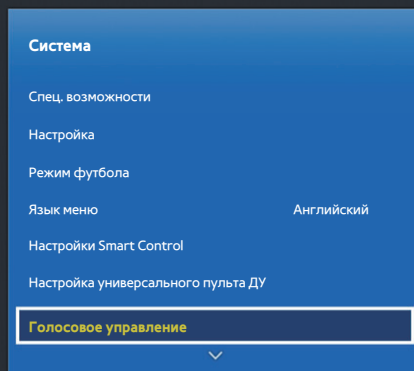 Система
Спец. возможности
Настройка
Режим футбола
Язык меню Английский
Настройки Smart Control
Настройка универсального пульта ДУ
Голосовое управление